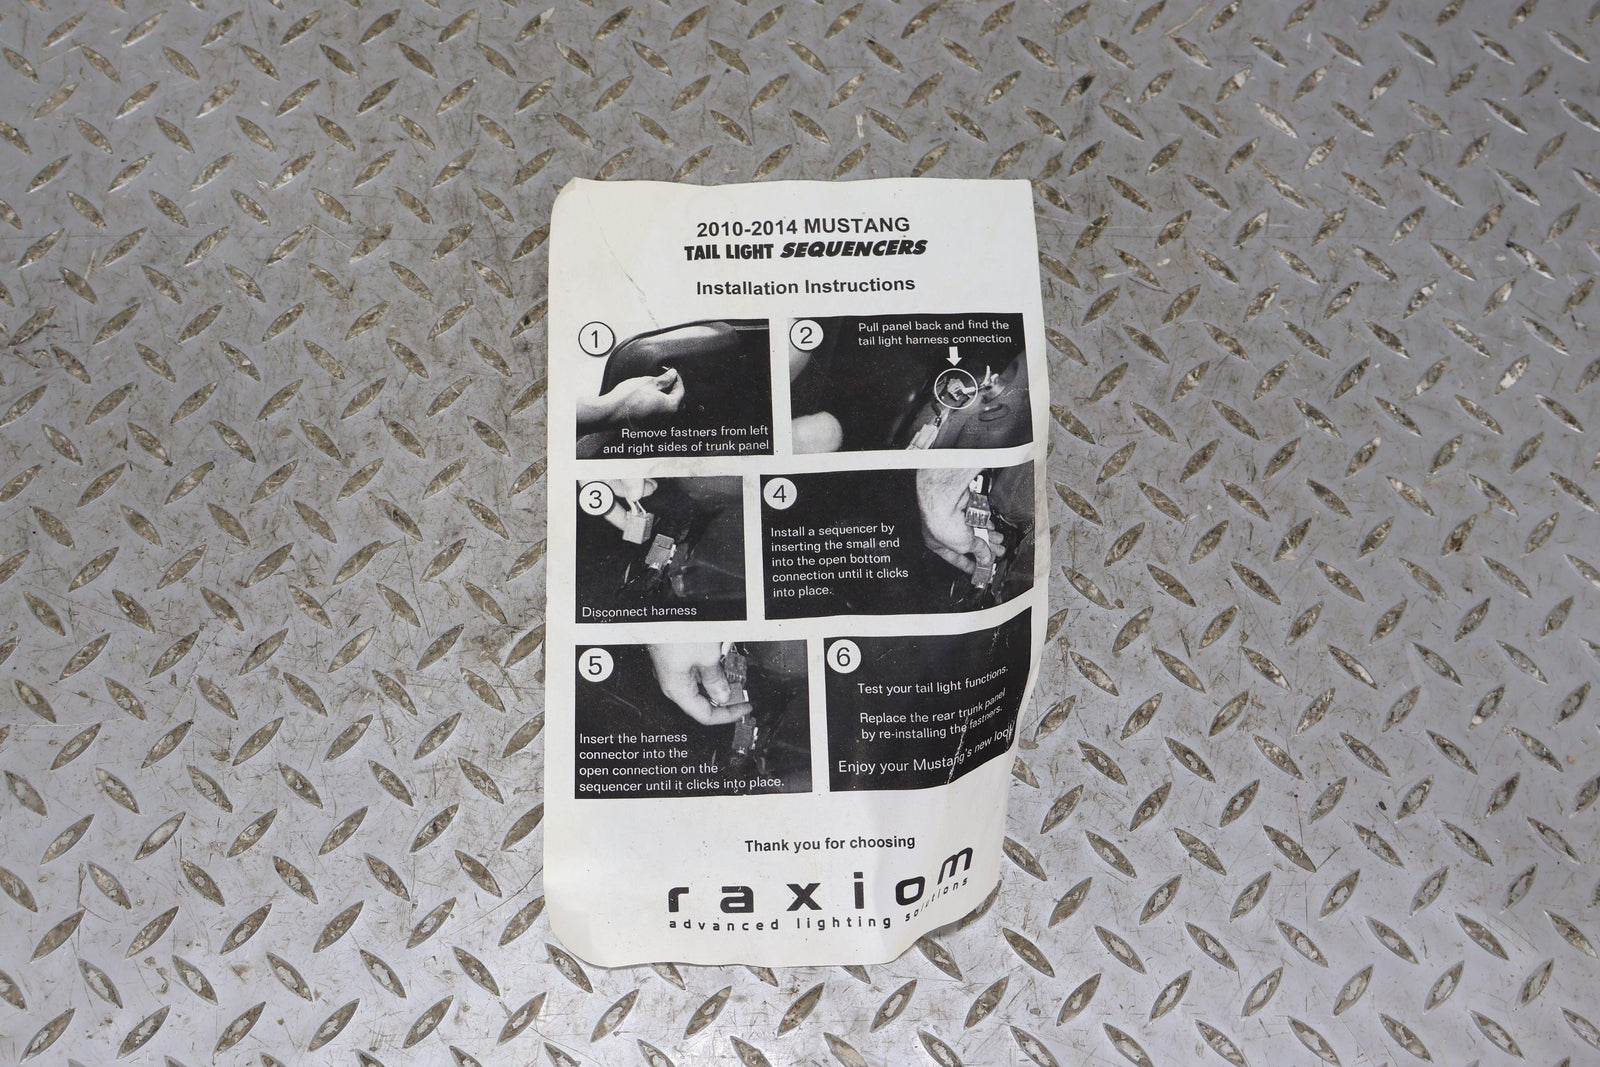 2010-2014 MUSTANG
TAIL LIGHT SEQUENCERS
Installation Instructions
1
Remove fastners from left
and right sides of trunk panel
2
Pull panel back and find the
tail light harness connection
3
Disconnect harness
4
Install a sequencer by
inserting the small end
into the open bottom
connection until it clicks
into place.
5
Insert the harness
connector into the
open connection on the
sequencer until it clicks into place.
6
Test your tail light functions.
Replace the rear trunk panel
by re-installing the fastners.
Enjoy your Mustang's new look
Thank you for choosing
raxiom
advanced lighting solutions